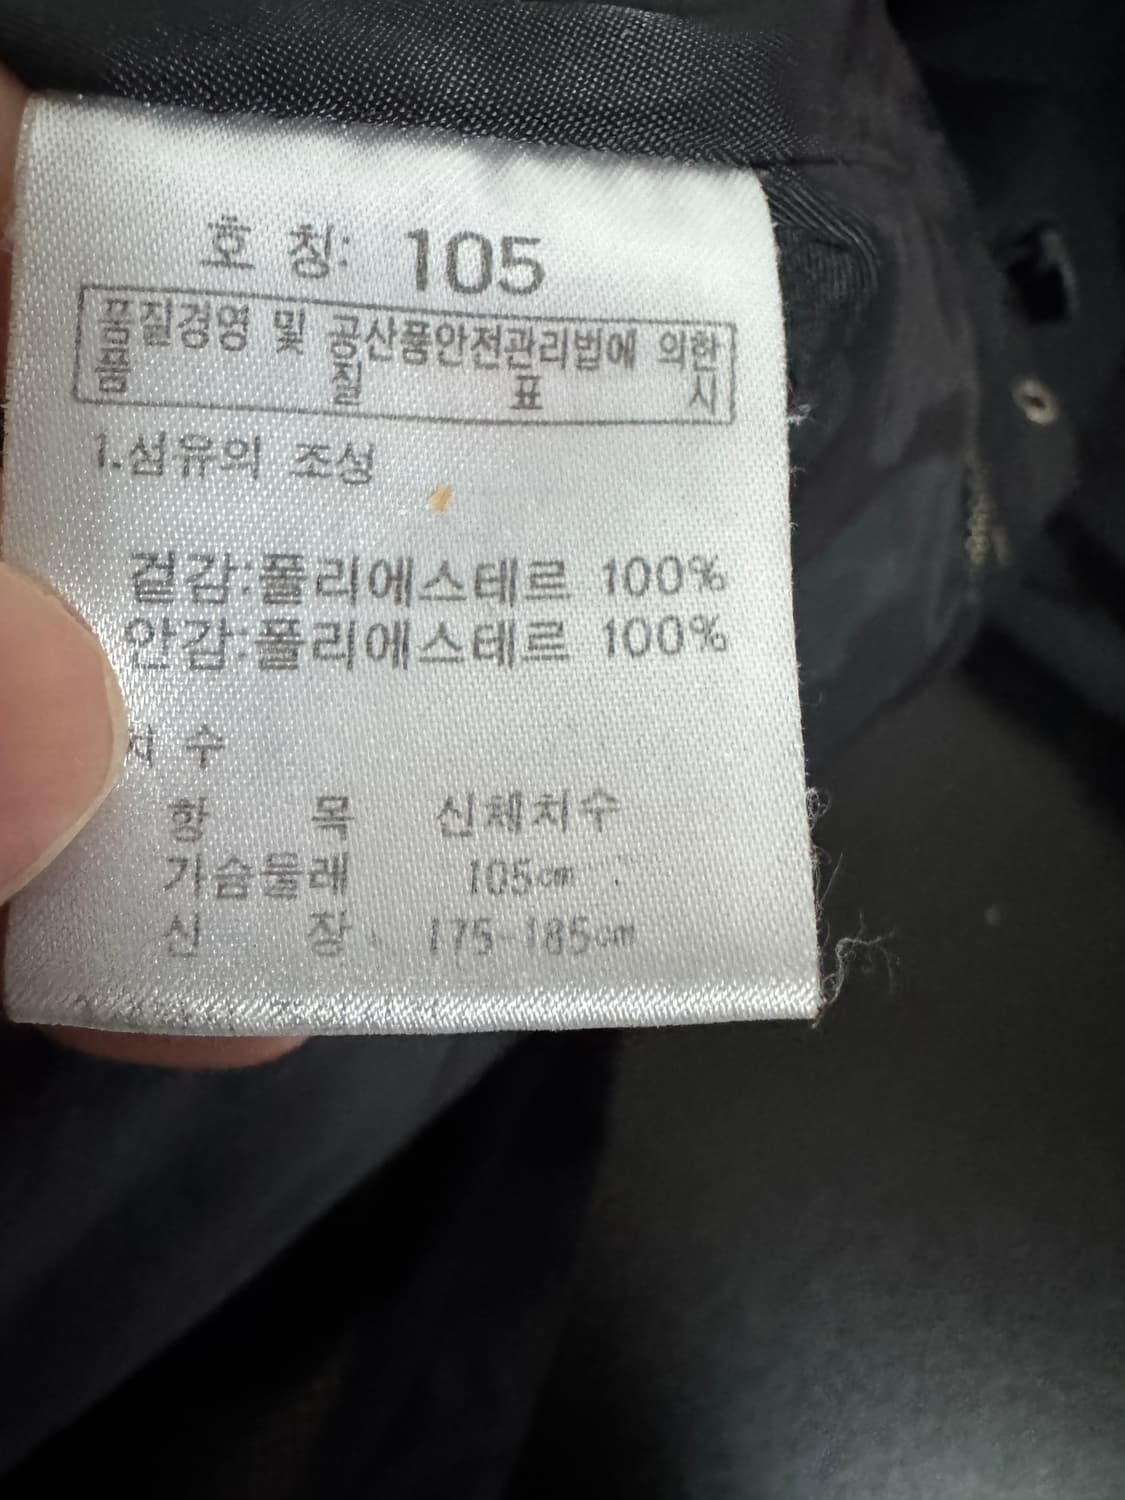 호 칭: 105
품질경영 및 공산품안전관리법에 의한
품 질 표 시
1.섬유의 조성
겉감:폴리에스테르 100%
안감:폴리에스테르 100%
치 수
항 목 신체치수
가슴둘레 105cm
신 장 175-185cm